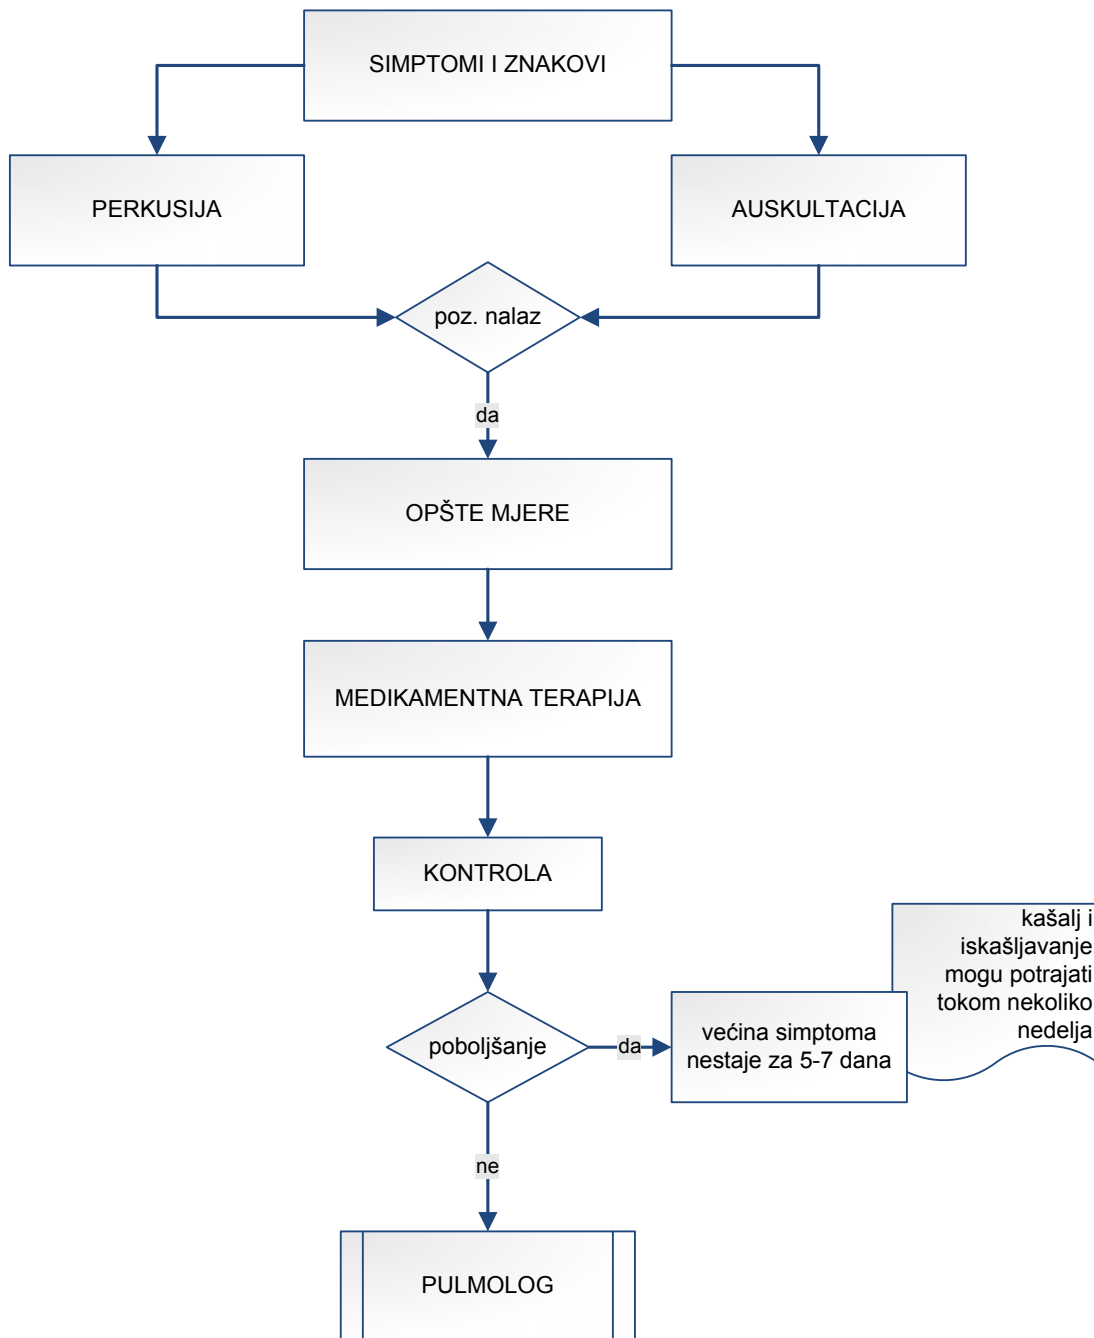 SIMPTOMI I ZNAKOVI
PERKUSIJA
AUSKULTACIJA
poz. nalaz
da
OPŠTE MJERE
MEDIKAMENTNA TERAPIJA
KONTROLA
poboljšanje
da
većina simptoma
nestaje za 5-7 dana
kašalj i
iskašljavanje
mogu potrajati
tokom nekoliko
nedelja
ne
PULMOLOG